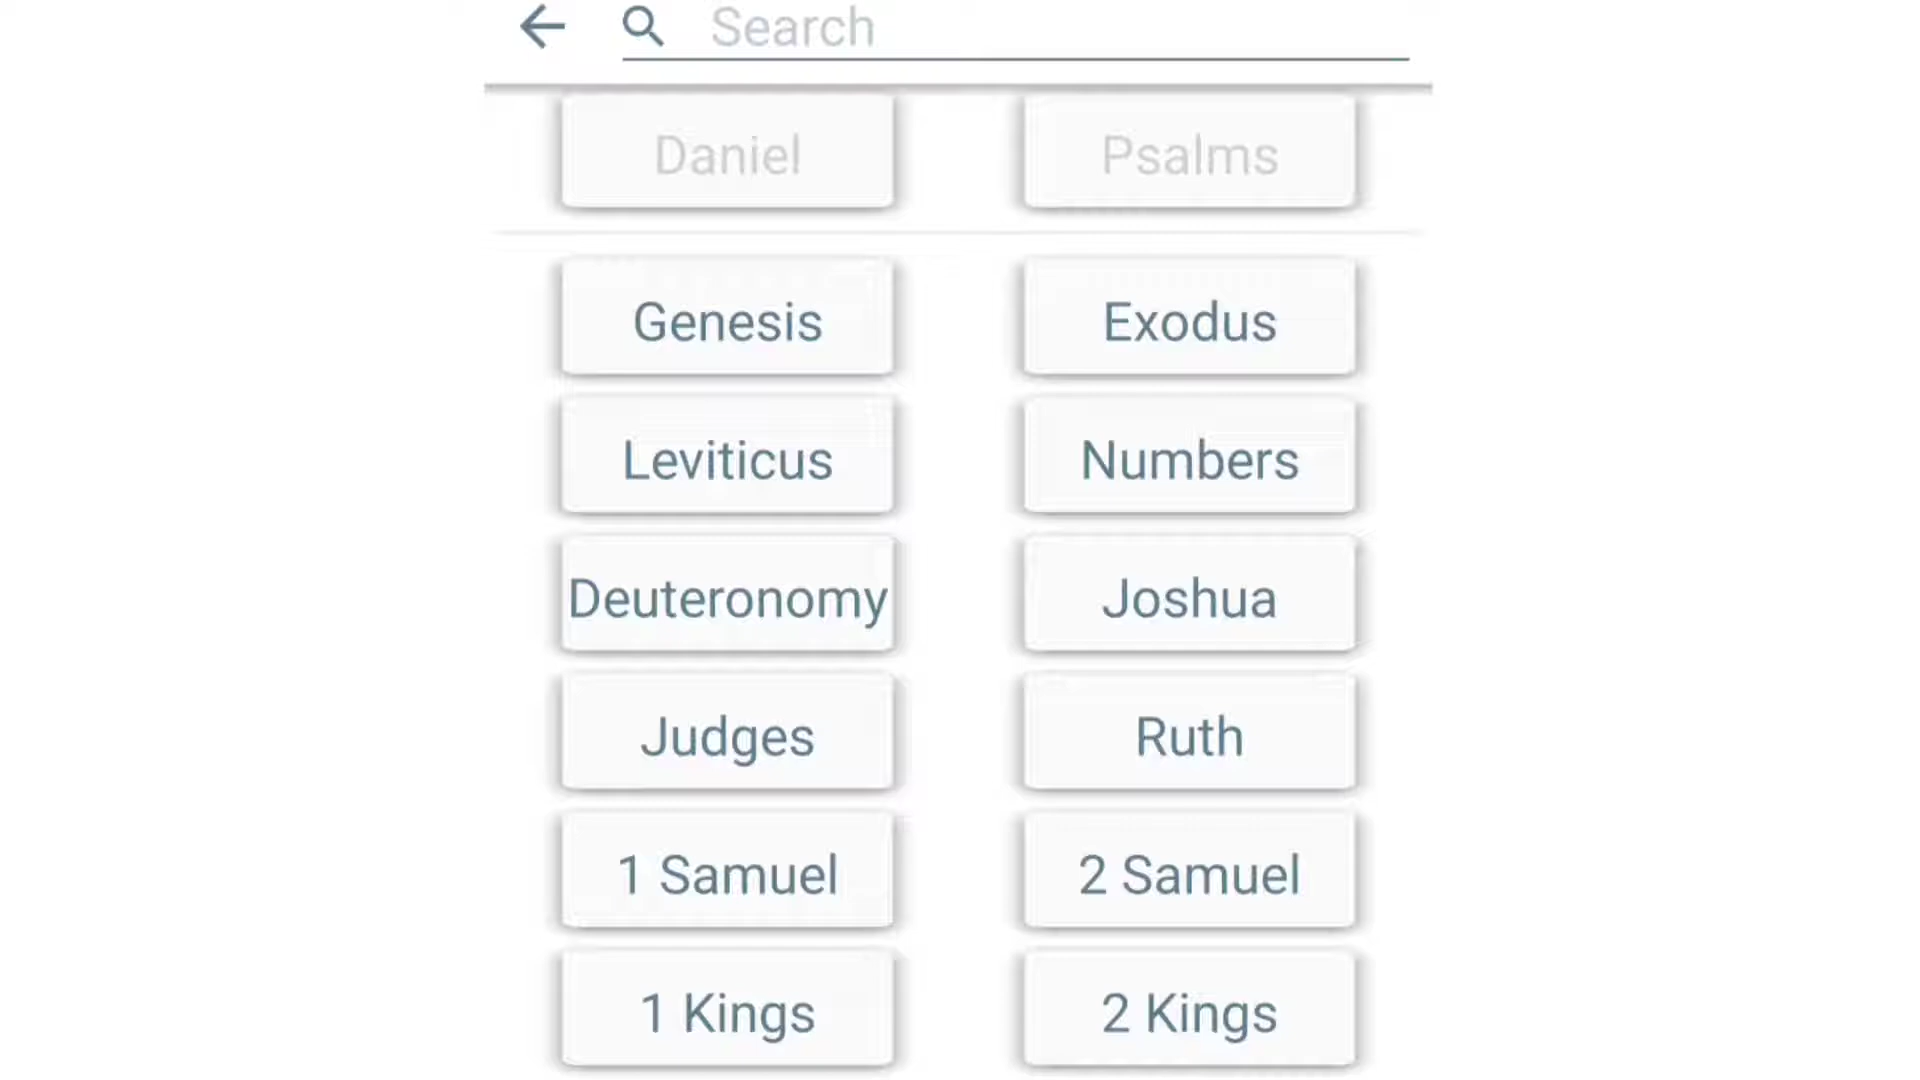 Search
Daniel Psalms
Genesis Exodus
Leviticus Numbers
Deuteronomy Joshua
Judges Ruth
1 Samuel 2 Samuel
1 Kings 2 Kings